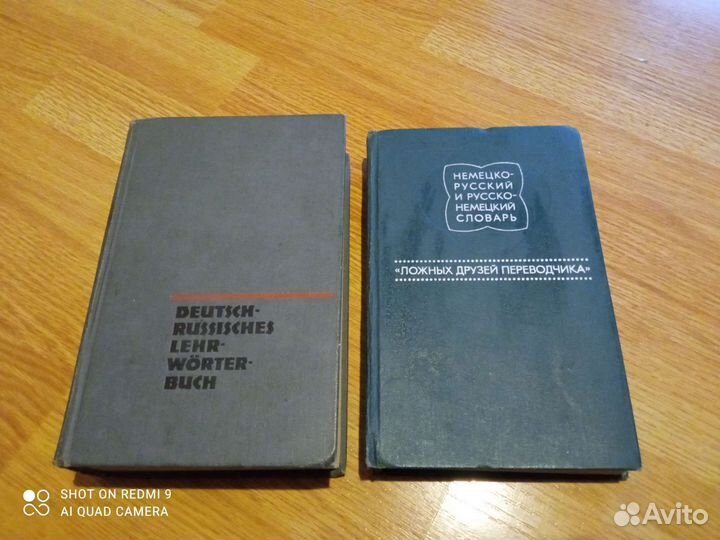 DEUTSCH-
RUSSISCHES
LEHR-
WÖRTER-
BUCH
НЕМЕЦКО-
РУССКИЙ
И РУССКО-
НЕМЕЦКИЙ
СЛОВАРЬ
«ЛОЖНЫХ ДРУЗЕЙ ПЕРЕВОДЧИКА»
SHOT ON REDMI 9
AI QUAD CAMERA
Avito